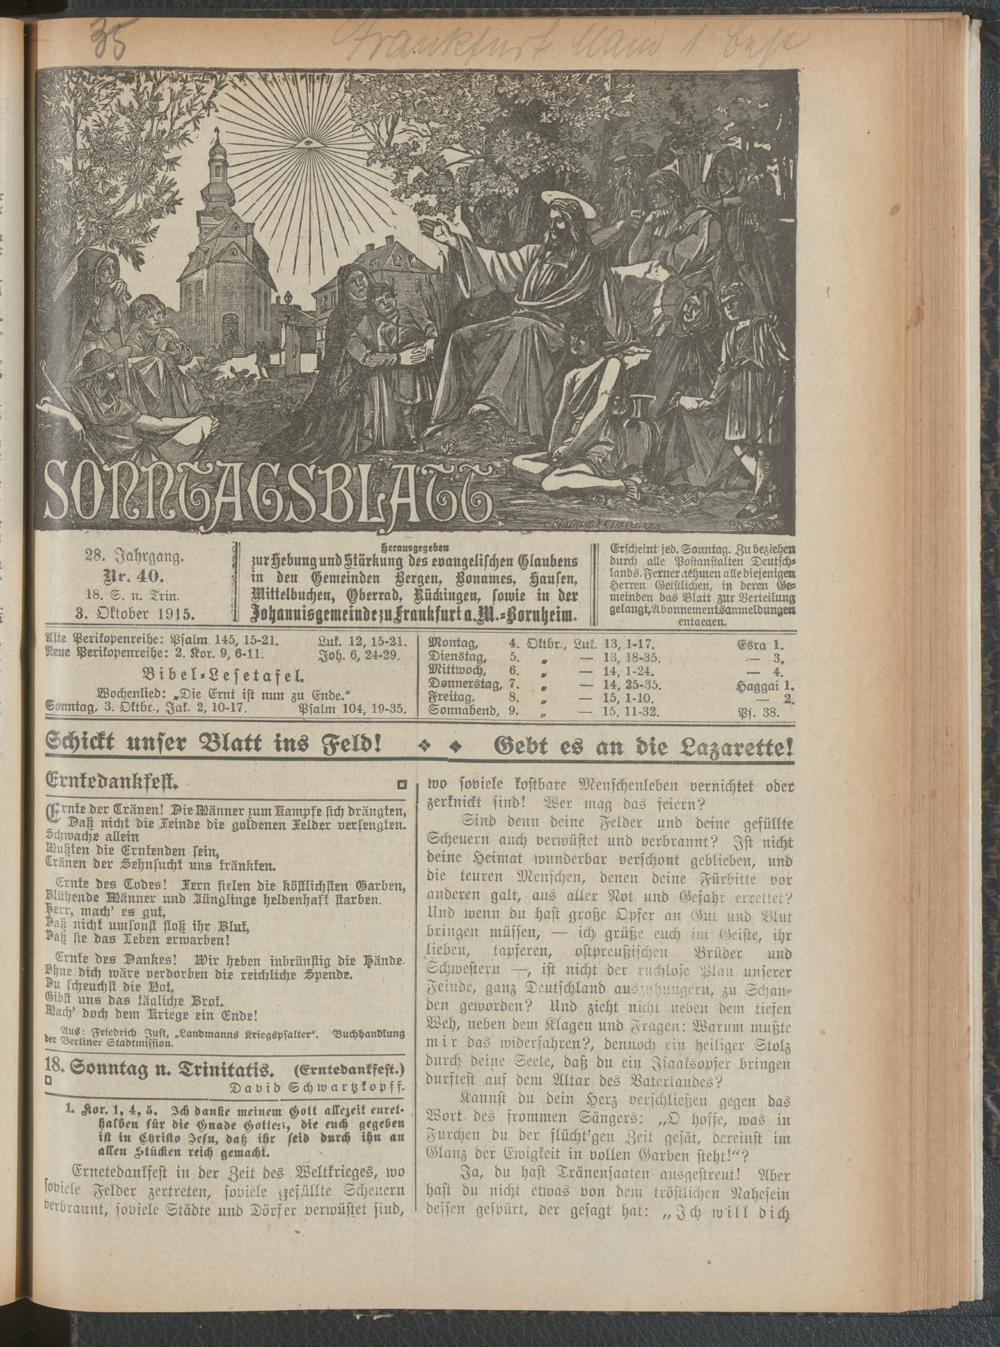 35 Frankfurt Main
SONNTAGSBLATT
28. Jahrgang.
Nr. 40.
18. S. n. Trin.
3. Oktober 1915.
Herausgegeben
zur Hebung und Stärkung des evangelischen Glaubens
in den Gemeinden Bergen, Bonames, Hausen,
Mittelbuchen, Oberrad, Rückingen, sowie in der
Johannisgemeinde zu Frankfurt a. M.-Bornheim.
Erscheint jed. Sonntag. Zu beziehen
durch alle Postanstalten Deutsch-
lands. Ferner nehmen alle diejenigen
Herren Geistlichen, in deren Ge-
meinden das Blatt zur Verteilung
gelangt, Abonnementsanmeldungen
entgegen.
Alte Perikopenreihe: Psalm 145, 15-21. Luk. 12, 15-21.
Neue Perikopenreihe: 2. Kor. 9, 6-11. Joh. 6, 24-29.
Bibel-Lesetafel.
Wochenlied: „Die Ernt ist nun zu Ende.“
Sonntag, 3. Oktbr., Jak. 2, 10-17. Psalm 104, 19-35.
Montag, 4. Oktbr., Luk. 13, 1-17. Esra 1.
Dienstag, 5. „ — 13, 18-35. — 3.
Mittwoch, 6. „ — 14, 1-24. — 4.
Donnerstag, 7. „ — 14, 25-35. Haggai 1.
Freitag, 8. „ — 15, 1-10. — 2.
Sonnabend, 9. „ — 15, 11-32. Ps. 38.
Schickt unser Blatt ins Feld! ❖ ❖ Gebt es an die Lazarette!
Erntedankfest.
Ernte der Tränen! Die Männer zum Kampfe sich drängten,
Daß nicht die Feinde die goldenen Felder versengten.
Schwache allein
Mußten die Erntenden sein,
Tränen der Sehnsucht uns tränkten.
Ernte des Todes! Fern fielen die köstlichsten Garben,
Blühende Männer und Jünglinge heldenhaft starben.
Herr, mach' es gut,
Daß nicht umsonst floß ihr Blut,
Daß sie das Leben erwarben!
Ernte des Dankes! Wir heben inbrünstig die Hände.
Ohne dich wäre verdorben die reichliche Spende.
Du scheuchst die Not,
Gibst uns das tägliche Brot.
Mach' doch dem Kriege ein Ende!
Aus: Friedrich Just, „Landmanns Kriegspsalter“. Buchhandlung
der Berliner Stadtmission.
18. Sonntag n. Trinitatis. (Erntedankfest.)
David Schwartzkopff.
1. Kor. 1, 4, 5. Ich danke meinem Gott allezeit euret-
halben für die Gnade Gottes, die euch gegeben
ist in Christo Jesu, daß ihr seid durch ihn an
allen Stücken reich gemacht.
Ernetedankfest in der Zeit des Weltkrieges, wo
soviele Felder zertreten, soviele gefüllte Scheuern
verbrannt, soviele Städte und Dörfer verwüstet sind,
wo soviele kostbare Menschenleben vernichtet oder
zerknickt sind! Wer mag das feiern?
Sind denn deine Felder und deine gefüllte
Scheuern auch verwüstet und verbrannt? Ist nicht
deine Heimat wunderbar verschont geblieben, und
die teuren Menschen, denen deine Fürbitte vor
anderen galt, aus aller Not und Gefahr errettet?
Und wenn du hast große Opfer an Gut und Blut
bringen müssen, — ich grüße euch im Geiste, ihr
lieben, tapferen, ostpreußischen Brüder und
Schwestern —, ist nicht der ruchlose Plan unserer
Feinde, ganz Deutschland auszuhungern, zu Schan-
den geworden? Und zieht nicht neben dem tiefen
Weh, neben dem Klagen und Fragen: Warum mußte
mir das widerfahren?, dennoch ein heiliger Stolz
durch deine Seele, daß du ein Isaaksopfer bringen
durftest auf dem Altar des Vaterlandes?
Kannst du dein Herz verschließen gegen das
Wort des frommen Sängers: „O hoffe, was in
Furchen du der flücht'gen Zeit gesät, dereinst im
Glanz der Ewigkeit in vollen Garben steht!“?
Ja, du hast Tränensaaten ausgestreut! Aber
hast du nicht etwas von dem tröstlichen Nahesein
dessen gespürt, der gesagt hat: „Ich will dich